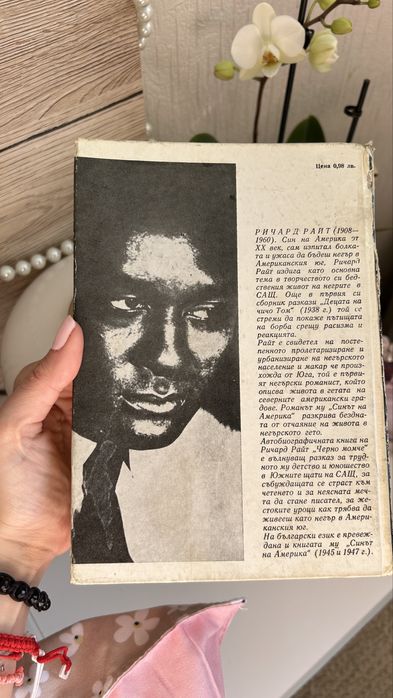 Цена 0,98 лв.
РИЧАРД РАЙТ (1908—
1960). Син на Америка от
XX век, сам изпитал болка-
та и ужаса да бъдеш негър в
Американския юг, Ричард
Райт издига като основна
тема в творчеството си бед-
ствения живот на негрите в
САЩ. Още в първия си
сборник разкази „Децата на
чичо Том" (1938 г.) той се
стреми да покаже пътищата
на борба срещу расизма и
реакцията.
Райт е свидетел на посте-
пенното пролетаризиране и
урбанизиране на негърското
население и макар че произ-
хожда от Юга, той е първи-
ят негърски романист, който
описва живота в гетата на
северните американски гра-
дове. Романът му „Синът на
Америка" разкрива бездна-
та от отчаяние на живота в
негърското гето.
Автобиографичната книга на
Ричард Райт „Черно момче"
е вълнуващ разказ за труд-
ното му детство и юношество
в Южните щати на САЩ, за
събуждащата се страст към
четенето и за неясната меч-
та да стане писател, за же-
стоките уроци как трябва да
живееш като негър в Амери-
канския юг.
На български език е превеж-
дана и книгата му „Синът
на Америка" (1945 и 1947 г.).